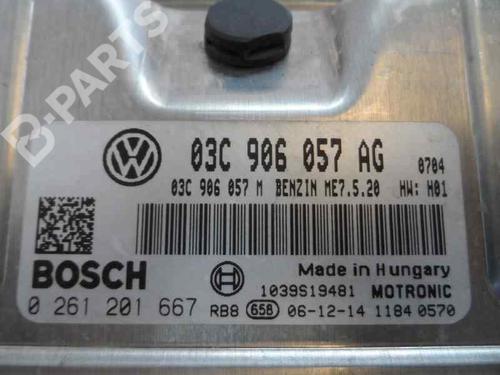 B-PARTS
03C 906 057 AG 0704
03C 906 057 M BENZIN ME7.5.20 HW: H01
BOSCH
Made in Hungary
1039S19481 MOTRONIC
0 261 201 667 RB8 658 06-12-14 1184 0570